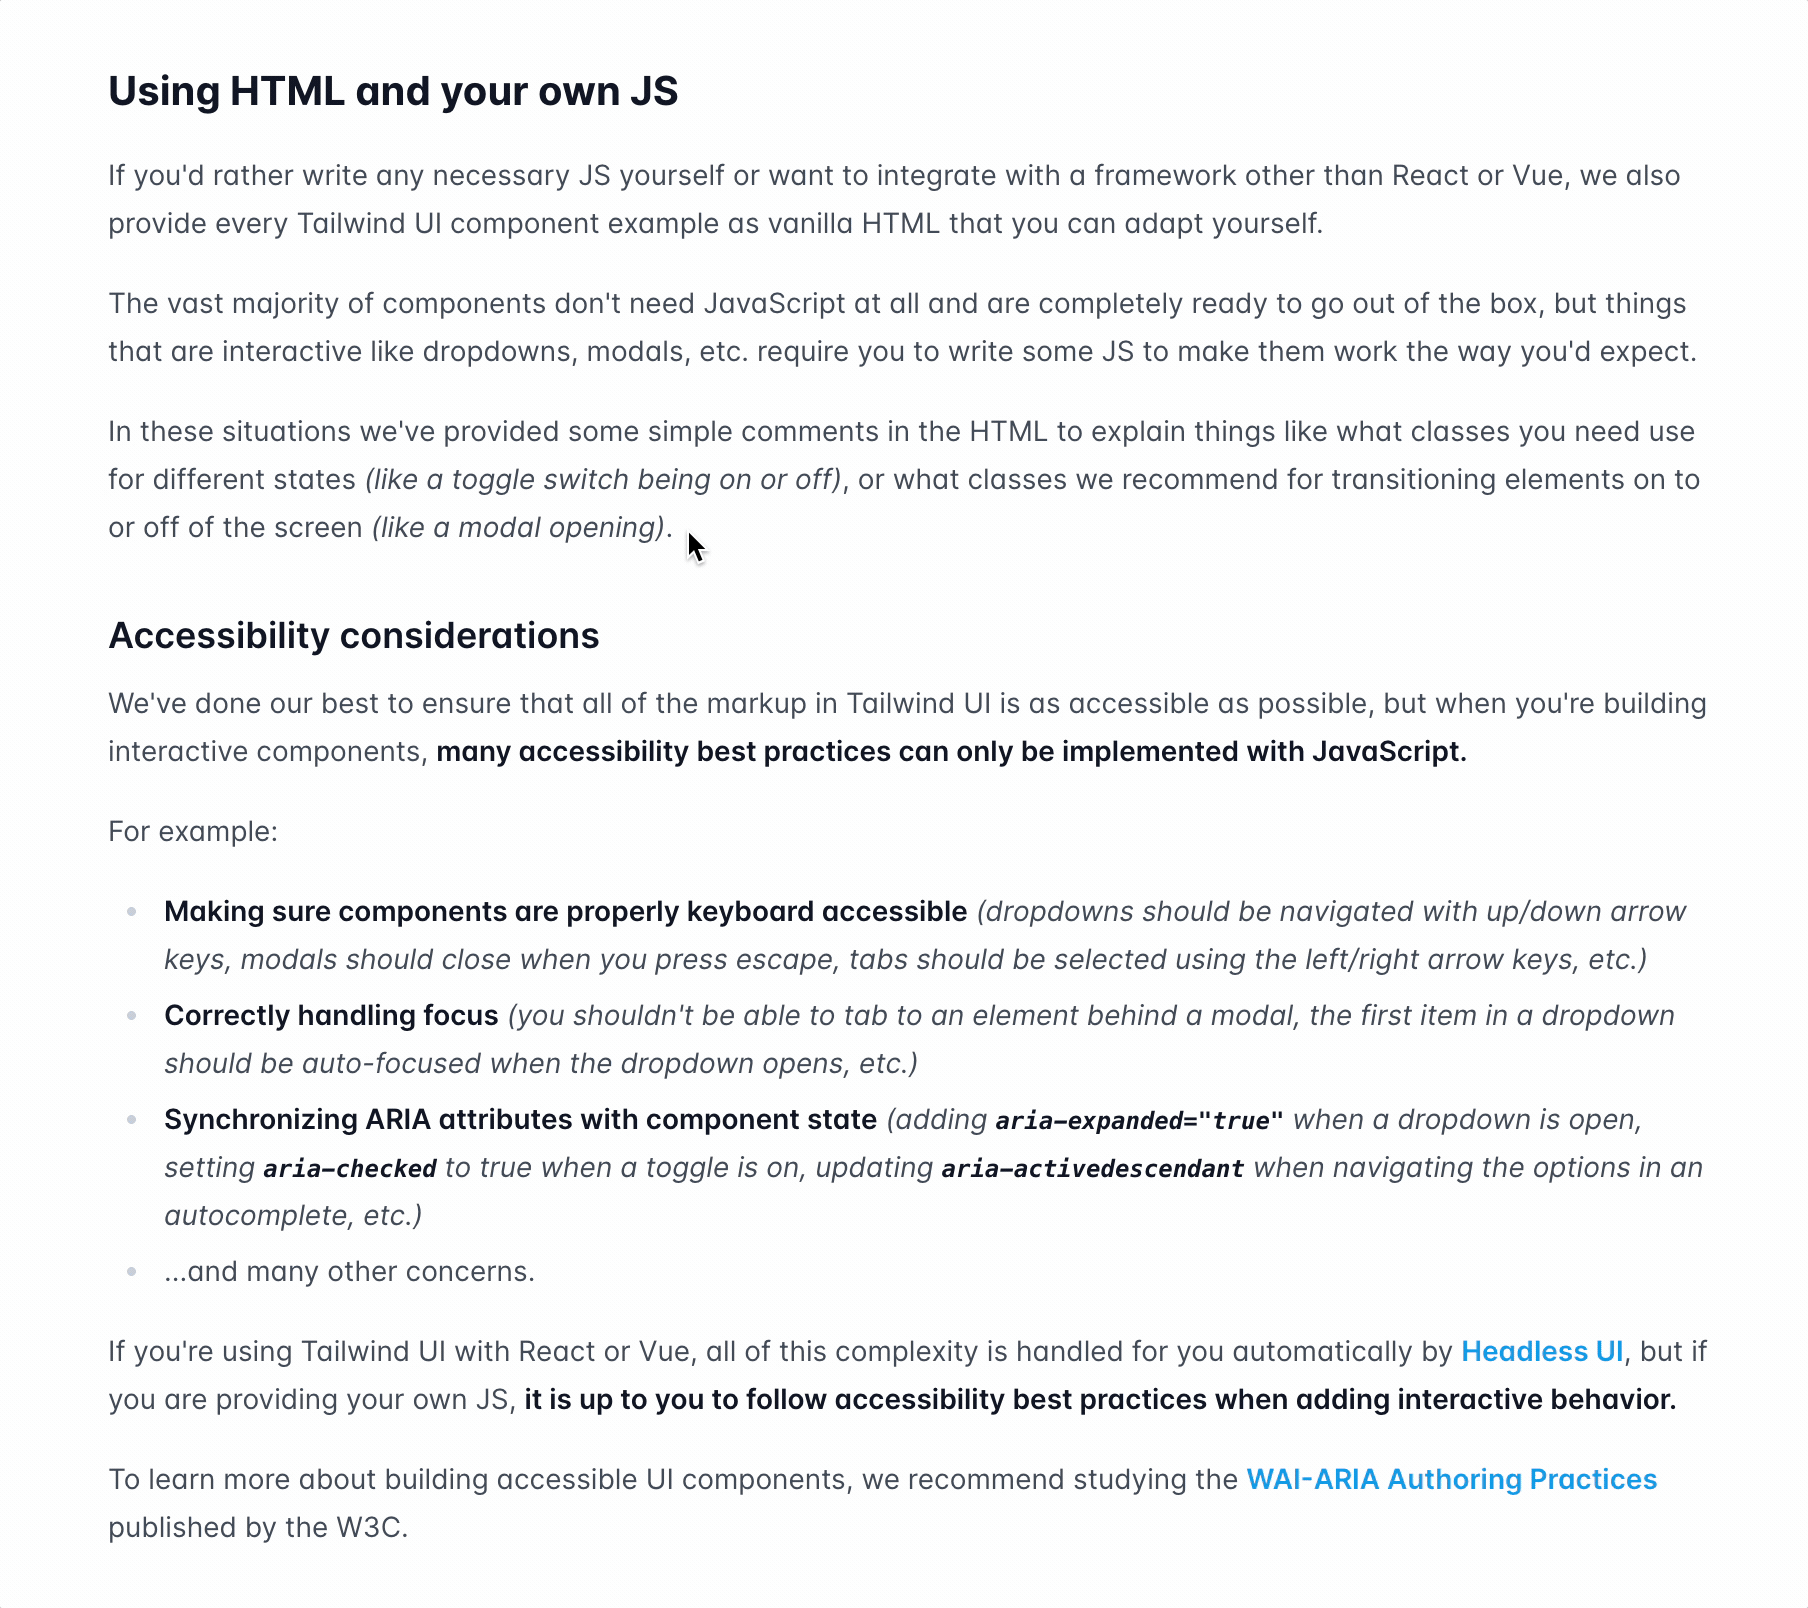 Using HTML and your own JS
If you'd rather write any necessary JS yourself or want to integrate with a framework other than React or Vue, we also
provide every Tailwind UI component example as vanilla HTML that you can adapt yourself.
The vast majority of components don't need JavaScript at all and are completely ready to go out of the box, but things
that are interactive like dropdowns, modals, etc. require you to write some JS to make them work the way you'd expect.
In these situations we've provided some simple comments in the HTML to explain things like what classes you need use
for different states (like a toggle switch being on or off), or what classes we recommend for transitioning elements on to
or off of the screen (like a modal opening).
Accessibility considerations
We've done our best to ensure that all of the markup in Tailwind UI is as accessible as possible, but when you're building
interactive components, many accessibility best practices can only be implemented with JavaScript.
For example:
• Making sure components are properly keyboard accessible (dropdowns should be navigated with up/down arrow
keys, modals should close when you press escape, tabs should be selected using the left/right arrow keys, etc.)
• Correctly handling focus (you shouldn't be able to tab to an element behind a modal, the first item in a dropdown
should be auto-focused when the dropdown opens, etc.)
• Synchronizing ARIA attributes with component state (adding aria-expanded="true" when a dropdown is open,
setting aria-checked to true when a toggle is on, updating aria-activedescendant when navigating the options in an
autocomplete, etc.)
• ...and many other concerns.
If you're using Tailwind UI with React or Vue, all of this complexity is handled for you automatically by Headless UI, but if
you are providing your own JS, it is up to you to follow accessibility best practices when adding interactive behavior.
To learn more about building accessible UI components, we recommend studying the WAI-ARIA Authoring Practices
published by the W3C.